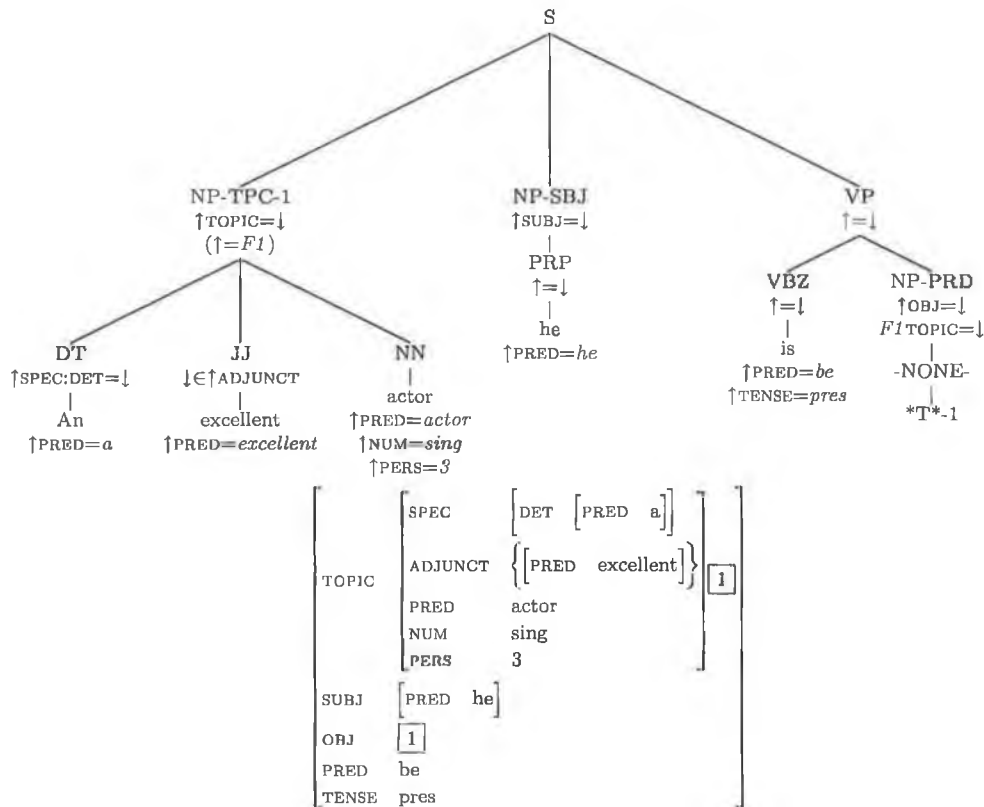 S
NP-TPC-1 NP-SBJ VP
↑TOPIC=↓ ↑SUBJ=↓ ↑=↓
(↑=F1)
PRP VBZ NP-PRD
↑=↓ ↑=↓ ↑OBJ=↓
F1TOPIC=↓
DT JJ NN he is -NONE-
↑SPEC:DET=↓ ↓∈↑ADJUNCT ↑PRED=he ↑PRED=be
actor ↑TENSE=pres *T*-1
An excellent ↑PRED=actor
↑PRED=a ↑PRED=excellent ↑NUM=sing
↑PERS=3
SPEC [DET [PRED a]]
ADJUNCT {[PRED excellent]}
TOPIC 1
PRED actor
NUM sing
PERS 3
SUBJ [PRED he]
OBJ 1
PRED be
TENSE pres